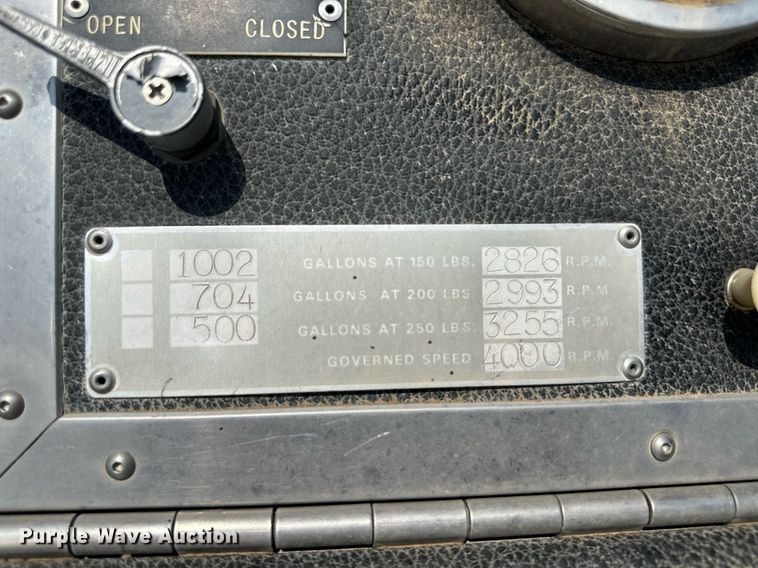 OPEN CLOSED
1002 GALLONS AT 150 LBS. 2826 R.P.M.
704 GALLONS AT 200 LBS. 2993 R.P.M.
500 GALLONS AT 250 LBS. 3255 R.P.M.
GOVERNED SPEED 4000 R.P.M.
Purple Wave Auction